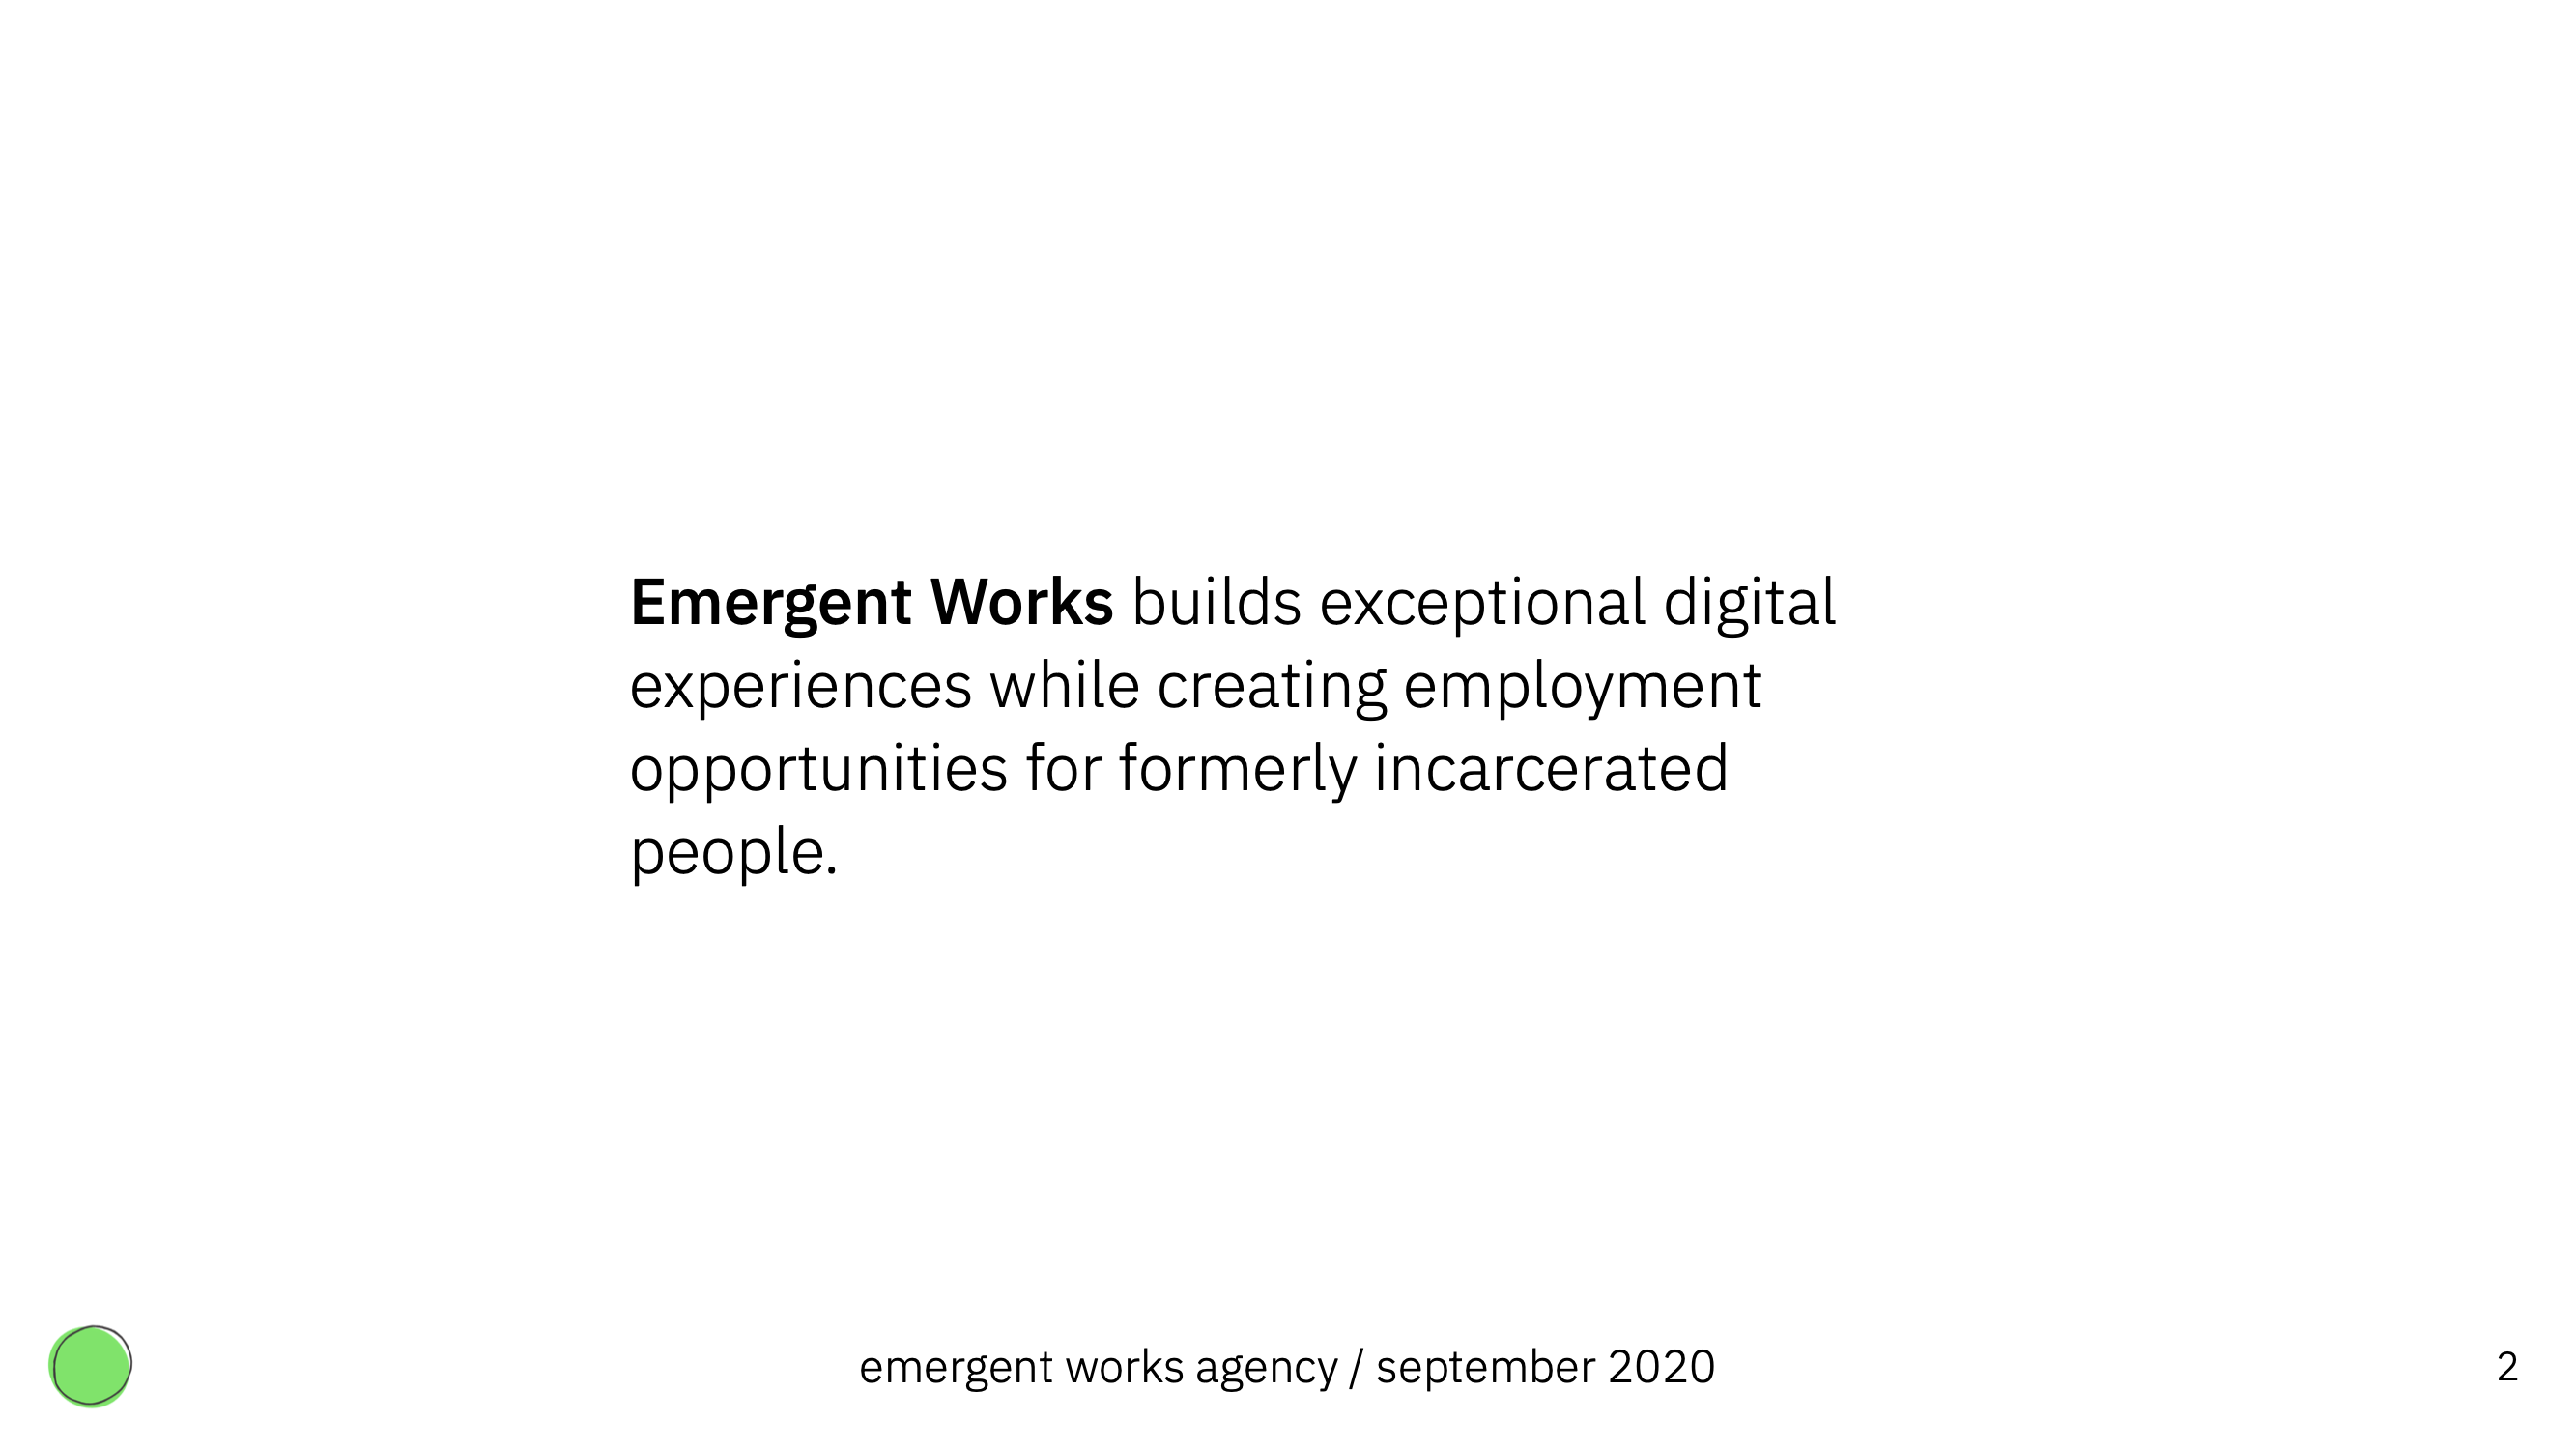 Emergent Works builds exceptional digital
experiences while creating employment
opportunities for formerly incarcerated
people.
emergent works agency / september 2020
2